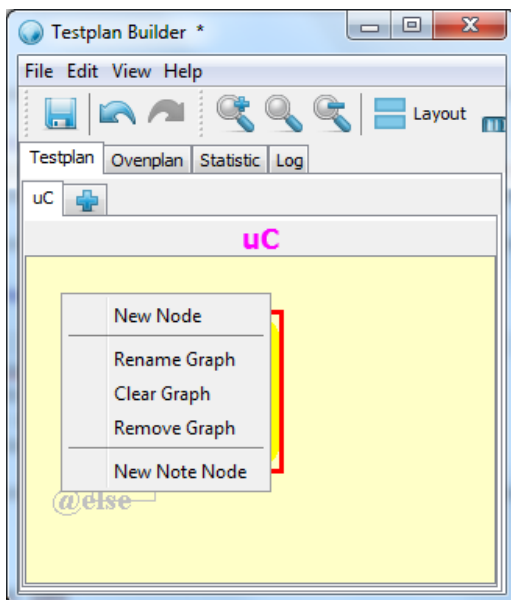 Testplan Builder *
File Edit View Help
Layout
Testplan Ovenplan Statistic Log
uC
uC
New Node
Rename Graph
Clear Graph
Remove Graph
New Note Node
@else